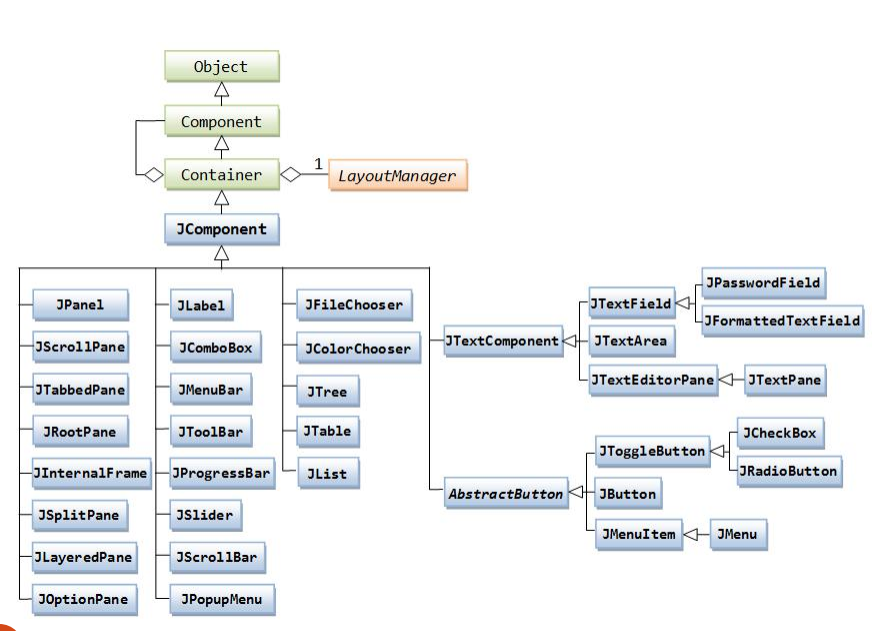 Object
Component
Container
1
LayoutManager
JComponent
JPanel
JScrollPane
JTabbedPane
JRootPane
JInternalFrame
JSplitPane
JLayeredPane
JOptionPane
JLabel
JComboBox
JMenuBar
JToolBar
JProgressBar
JSlider
JScrollBar
JPopupMenu
JFileChooser
JColorChooser
JTree
JTable
JList
JTextComponent
JTextField
JPasswordField
JFormattedTextField
JTextArea
JTextEditorPane
JTextPane
AbstractButton
JToggleButton
JCheckBox
JRadioButton
JButton
JMenuItem
JMenu